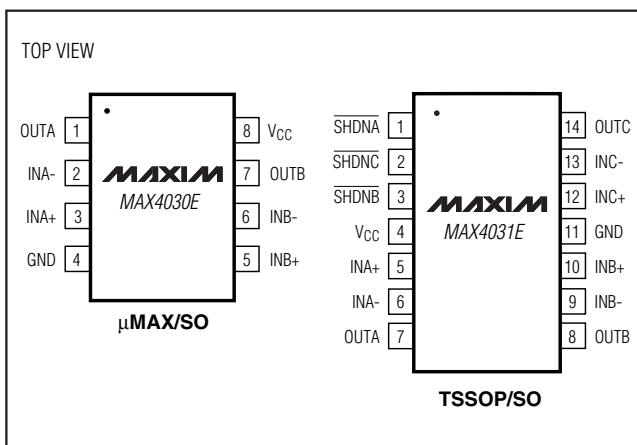 TOP VIEW
OUTA 1
INA- 2
INA+ 3
GND 4
8 VCC
7 OUTB
6 INB-
5 INB+
MAXIM
MAX4030E
µMAX/SO
SHDNA 1
SHDNC 2
SHDNB 3
VCC 4
INA+ 5
INA- 6
OUTA 7
14 OUTC
13 INC-
12 INC+
11 GND
10 INB+
9 INB-
8 OUTB
MAXIM
MAX4031E
TSSOP/SO